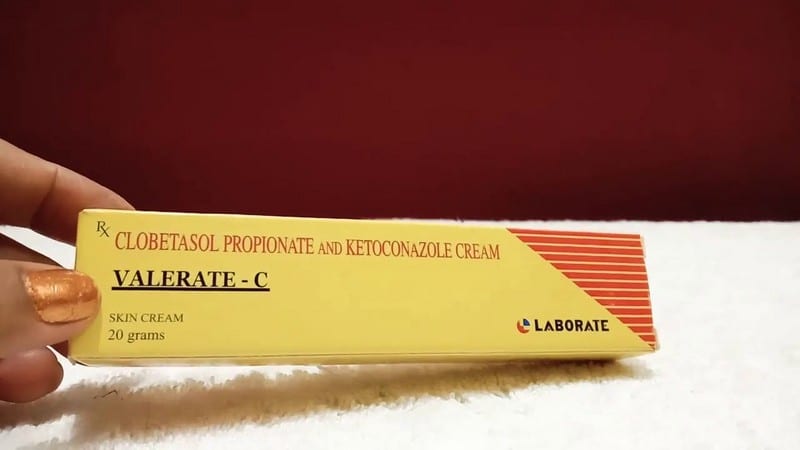 Rx
CLOBETASOL PROPIONATE AND KETOCONAZOLE CREAM
VALERATE - C
SKIN CREAM
20 grams
LABORATE